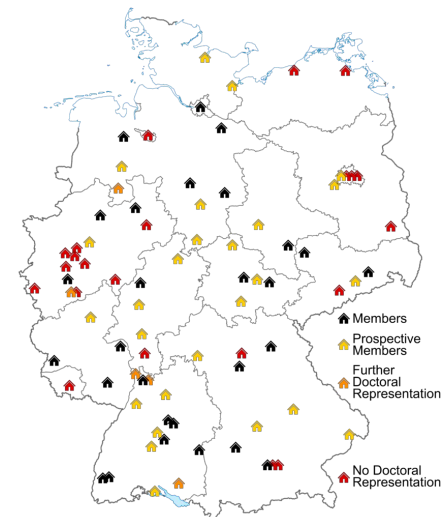 Members
Prospective
Members
Further
Doctoral
Representation
No Doctoral
Representation